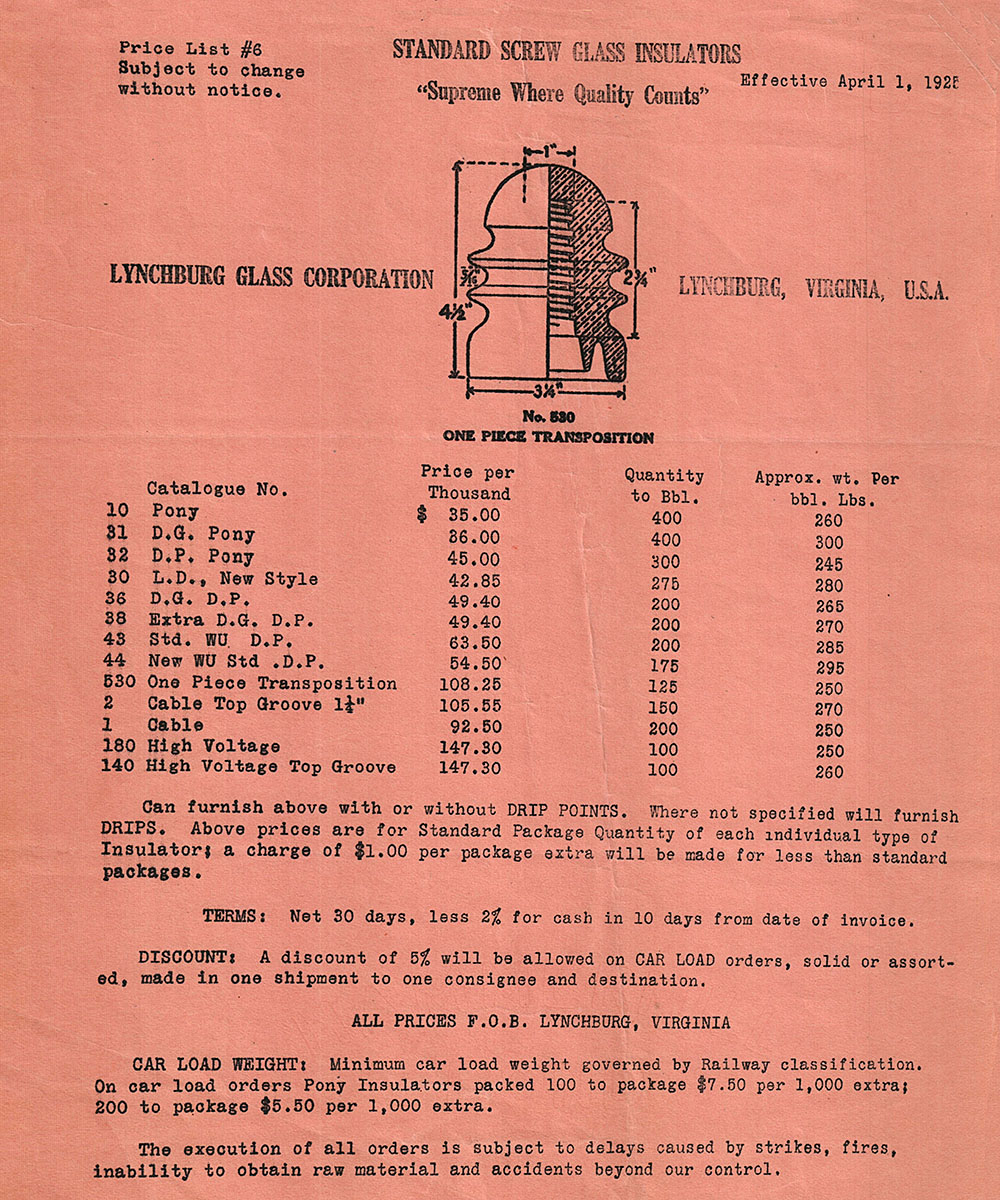 Price List #6
Subject to change
without notice.
STANDARD SCREW GLASS INSULATORS
"Supreme Where Quality Counts"
Effective April 1, 1925
1"
LYNCHBURG GLASS CORPORATION
2¾"
4½"
3¼"
LYNCHBURG, VIRGINIA, U.S.A.
No. 530
ONE PIECE TRANSPOSITION
Catalogue No. Price per Thousand Quantity to Bbl. Approx. wt. Per bbl. Lbs.
10 Pony $ 35.00 400 260
31 D.G. Pony 36.00 400 300
32 D.P. Pony 45.00 300 245
30 L.D., New Style 42.85 275 280
36 D.G. D.P. 49.40 200 265
38 Extra D.G. D.P. 49.40 200 270
43 Std. WU D.P. 63.50 200 285
44 New WU Std .D.P. 54.50 175 295
530 One Piece Transposition 108.25 125 250
2 Cable Top Groove 1¼" 105.55 150 270
1 Cable 92.50 200 250
180 High Voltage 147.30 100 250
140 High Voltage Top Groove 147.30 100 260
Can furnish above with or without DRIP POINTS. Where not specified will furnish
DRIPS. Above prices are for Standard Package Quantity of each individual type of
Insulator; a charge of $1.00 per package extra will be made for less than standard
packages.
TERMS: Net 30 days, less 2% for cash in 10 days from date of invoice.
DISCOUNT: A discount of 5% will be allowed on CAR LOAD orders, solid or assort-
ed, made in one shipment to one consignee and destination.
ALL PRICES F.O.B. LYNCHBURG, VIRGINIA
CAR LOAD WEIGHT: Minimum car load weight governed by Railway classification.
On car load orders Pony Insulators packed 100 to package $7.50 per 1,000 extra;
200 to package $5.50 per 1,000 extra.
The execution of all orders is subject to delays caused by strikes, fires,
inability to obtain raw material and accidents beyond our control.